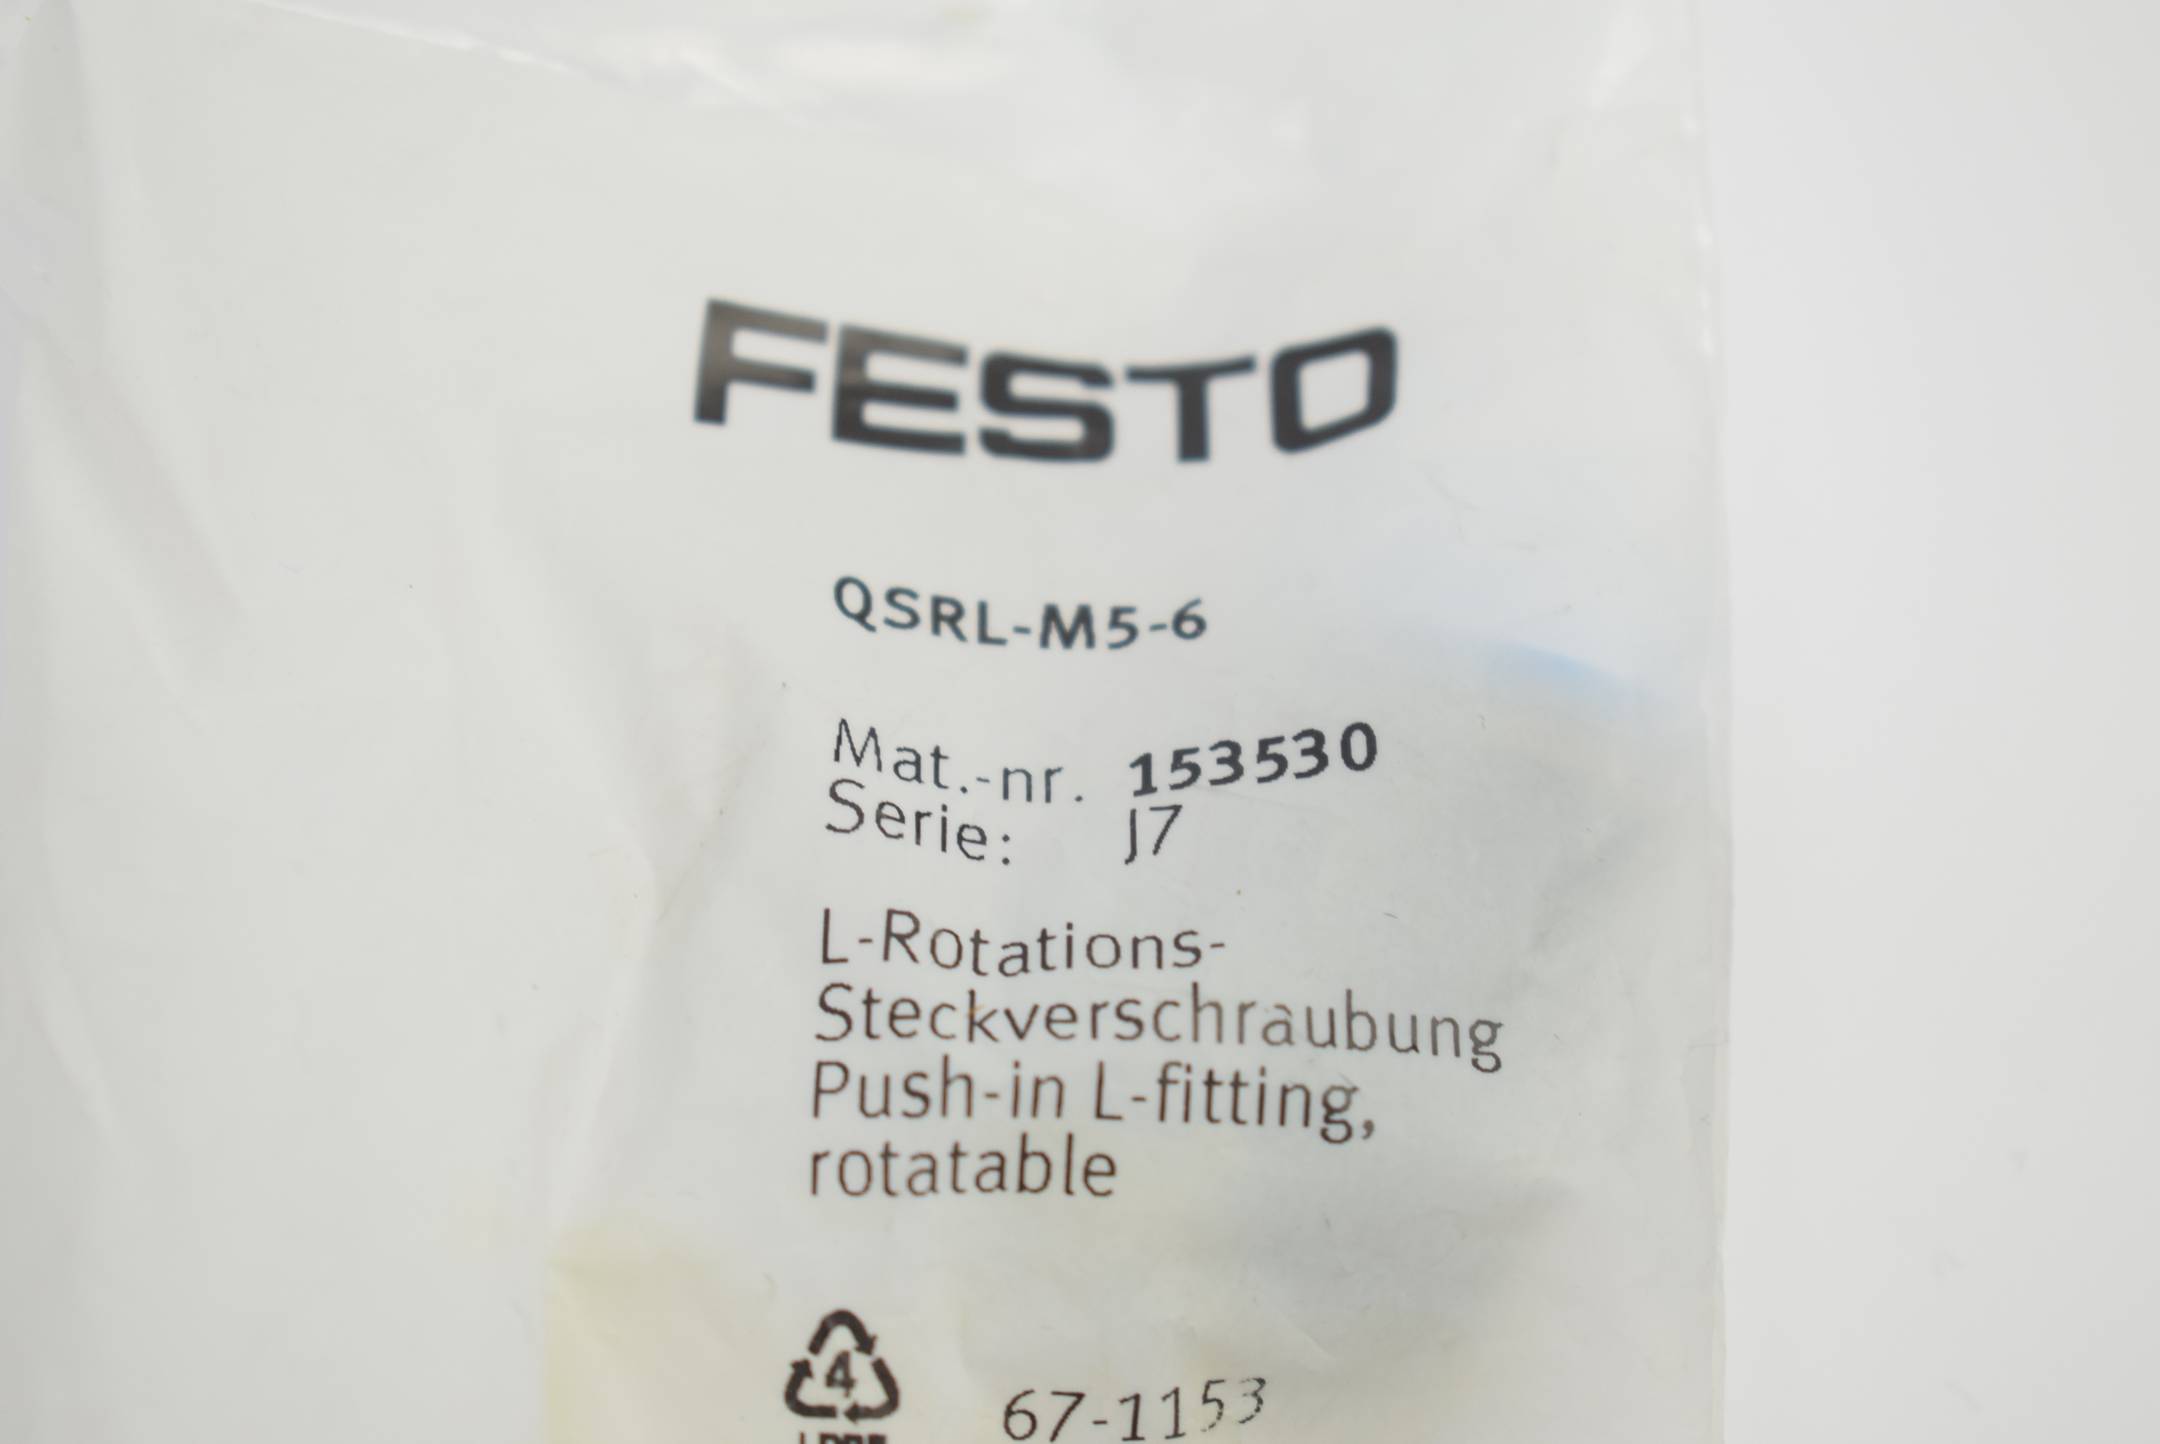 FESTO
QSRL-M5-6
Mat.-nr. 153530
Serie: J7
L-Rotations-
Steckverschraubung
Push-in L-fitting,
rotatable
4
67-1153